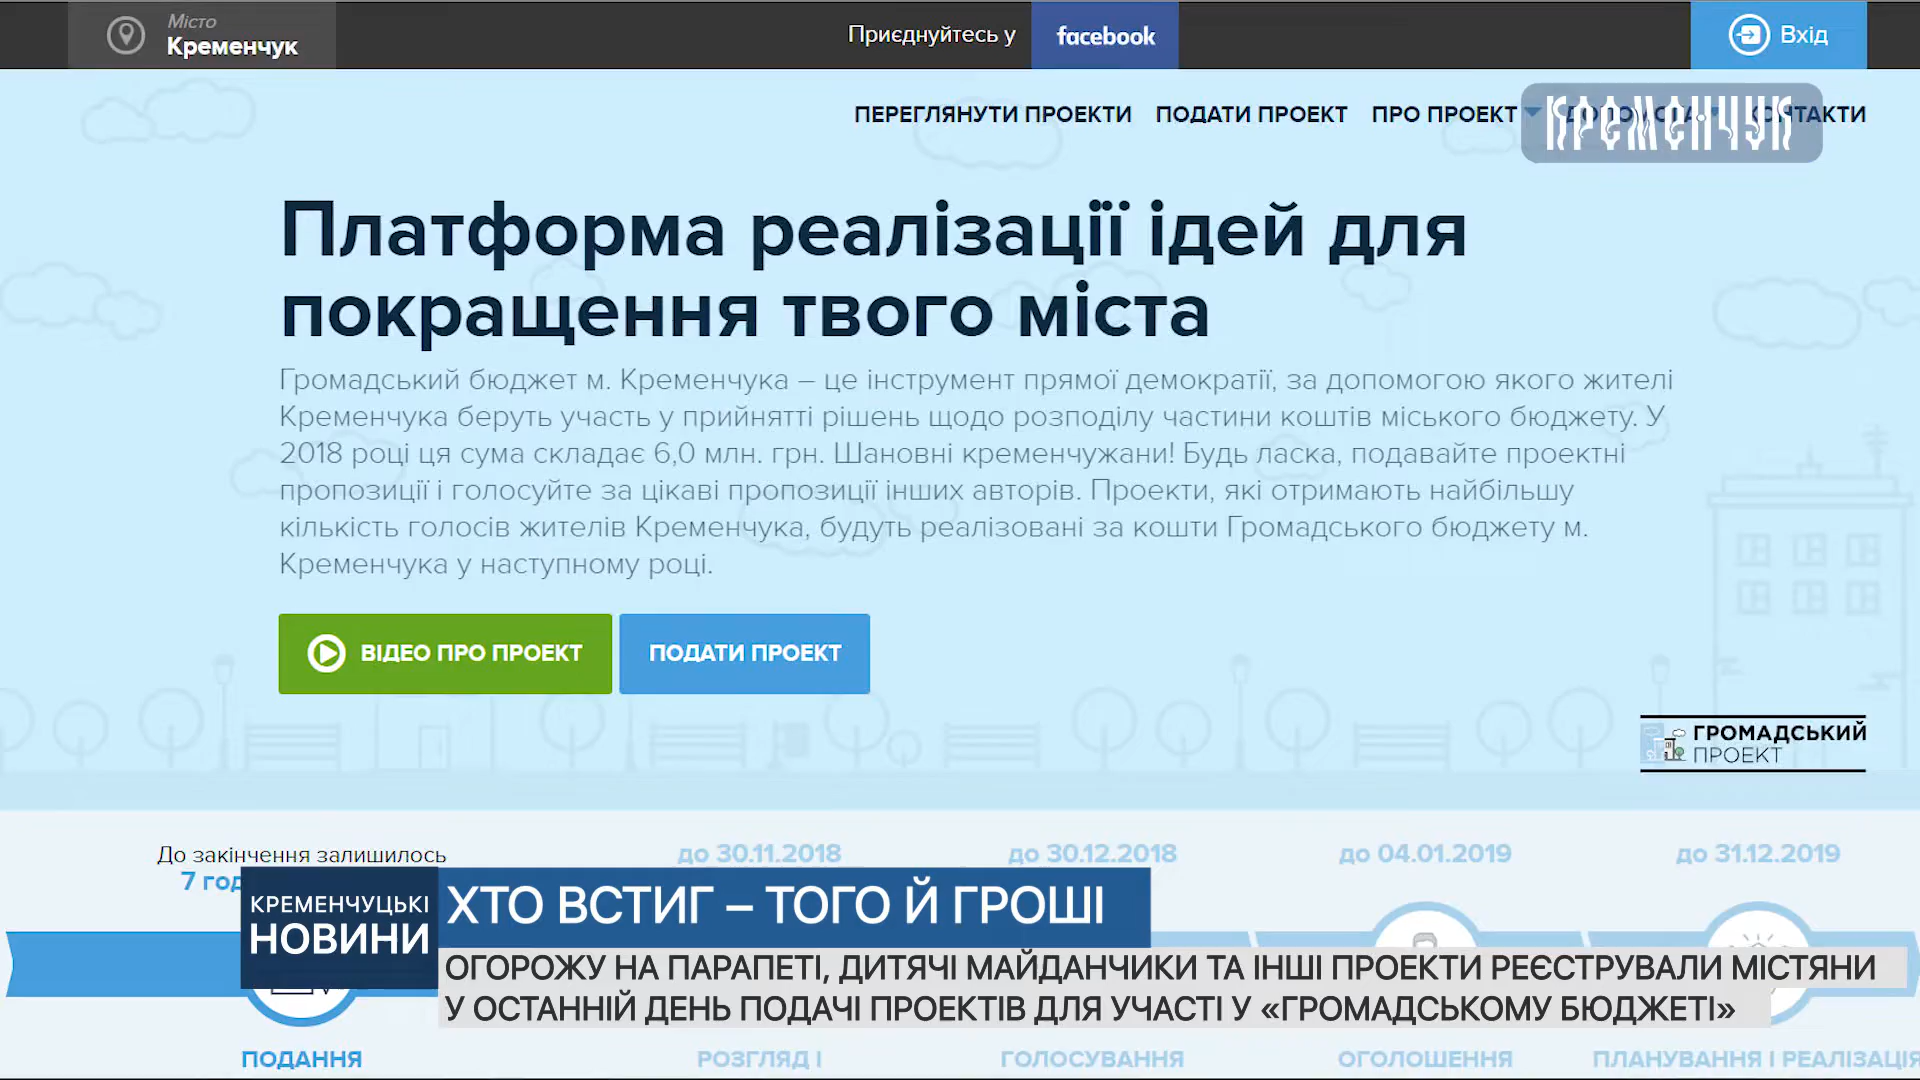 Місто
Кременчук
Приєднуйтесь у
facebook
Вхід
ПЕРЕГЛЯНУТИ ПРОЕКТИ ПОДАТИ ПРОЕКТ ПРО ПРОЕКТ ДОПОМОГА КОНТАКТИ
КРЕМЕНЧУК
Платформа реалізації ідей для
покращення твого міста
Громадський бюджет м. Кременчука – це інструмент прямої демократії, за допомогою якого жителі
Кременчука беруть участь у прийнятті рішень щодо розподілу частини коштів міського бюджету. У
2018 році ця сума складає 6,0 млн. грн. Шановні кременчужани! Будь ласка, подавайте проектні
пропозиції і голосуйте за цікаві пропозиції інших авторів. Проекти, які отримають найбільшу
кількість голосів жителів Кременчука, будуть реалізовані за кошти Громадського бюджету м.
Кременчука у наступному році.
ВІДЕО ПРО ПРОЕКТ
ПОДАТИ ПРОЕКТ
ГРОМАДСЬКИЙ
ПРОЕКТ
До закінчення залишилось
7 год
до 30.11.2018
до 30.12.2018
до 04.01.2019
до 31.12.2019
КРЕМЕНЧУЦЬКІ
НОВИНИ
ХТО ВСТИГ – ТОГО Й ГРОШІ
ОГОРОЖУ НА ПАРАПЕТІ, ДИТЯЧІ МАЙДАНЧИКИ ТА ІНШІ ПРОЕКТИ РЕЄСТРУВАЛИ МІСТЯНИ
У ОСТАННІЙ ДЕНЬ ПОДАЧІ ПРОЕКТІВ ДЛЯ УЧАСТІ У «ГРОМАДСЬКОМУ БЮДЖЕТІ»
ПОДАННЯ
РОЗГЛЯД І
ГОЛОСУВАННЯ
ОГОЛОШЕННЯ
ПЛАНУВАННЯ І РЕАЛІЗАЦІЯ